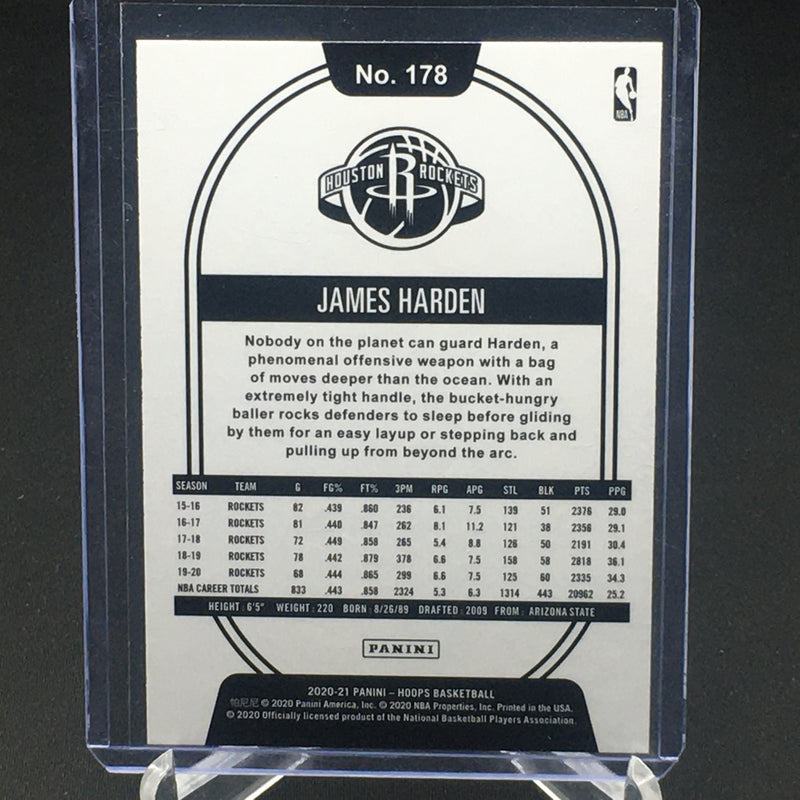 No. 178
NBA
HOUSTON ROCKETS
R
JAMES HARDEN
Nobody on the planet can guard Harden, a
phenomenal offensive weapon with a bag
of moves deeper than the ocean. With an
extremely tight handle, the bucket-hungry
baller rocks defenders to sleep before gliding
by them for an easy layup or stepping back and
pulling up from beyond the arc.
SEASON TEAM G FG% FT% 3PM RPG APG STL BLK PTS PPG
15-16 ROCKETS 82 .439 .860 236 6.1 7.5 139 51 2376 29.0
16-17 ROCKETS 81 .440 .847 262 8.1 11.2 121 38 2356 29.1
17-18 ROCKETS 72 .449 .858 265 5.4 8.8 126 50 2191 30.4
18-19 ROCKETS 78 .442 .879 378 6.6 7.5 158 58 2818 36.1
19-20 ROCKETS 68 .444 .865 299 6.6 7.5 125 60 2335 34.3
NBA CAREER TOTALS 833 .443 .858 2324 5.3 6.3 1314 443 20962 25.2
HEIGHT: 6'5" WEIGHT: 220 BORN: 8/26/89 DRAFTED: 2009 FROM: ARIZONA STATE
PANINI
2020-21 PANINI – HOOPS BASKETBALL
帕尼尼 © 2020 Panini America, Inc. © 2020 NBA Properties, Inc. Printed in the USA.
© 2020 Officially licensed product of the National Basketball Players Association.